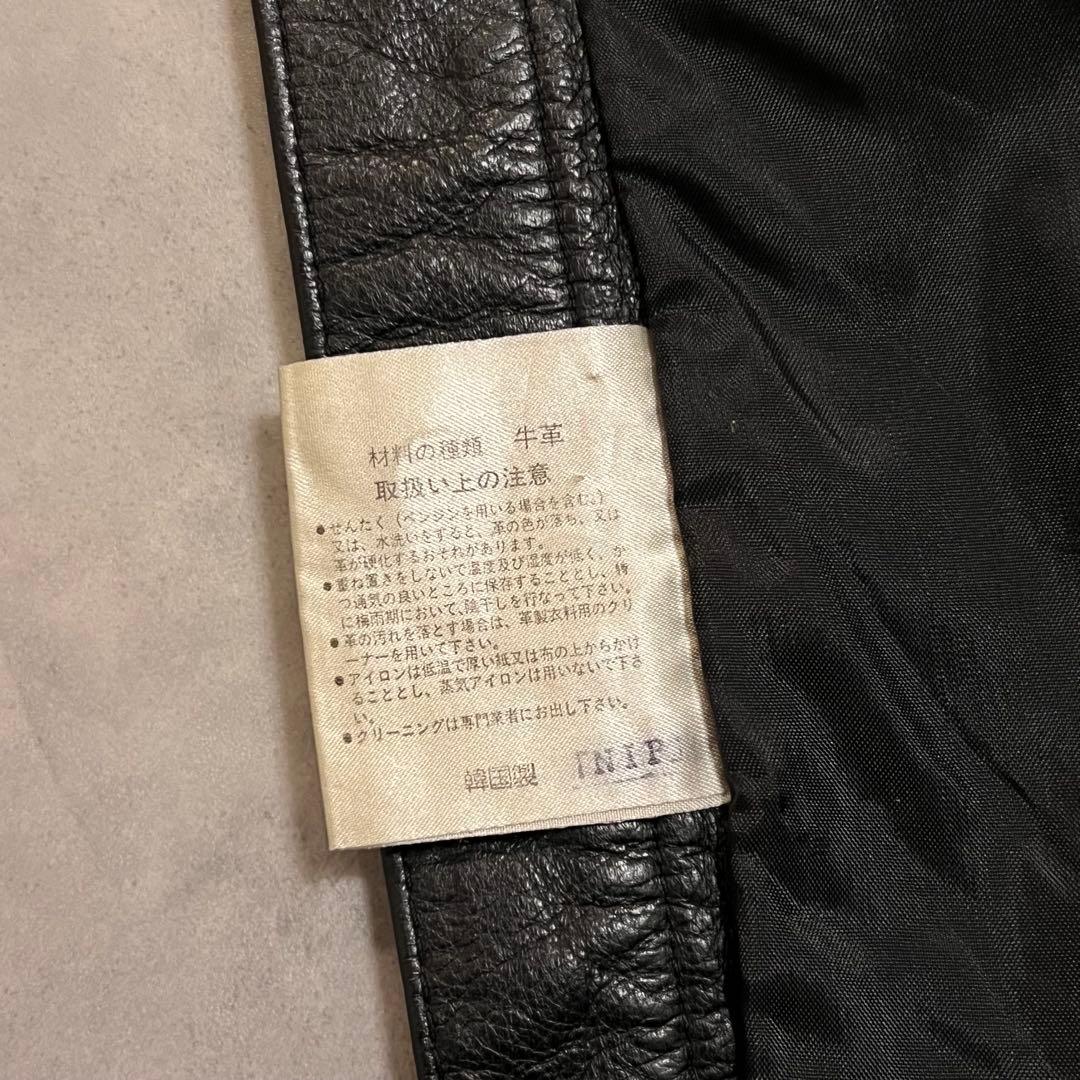 材料の種類　牛革
取扱い上の注意
●せんたく（ベンジンを用いる場合を含む。）
又は、水洗いをすると、革の色が落ち、又は
革が硬化するおそれがあります。
●重ね置きをしないで温度及び湿度が低く、か
つ通気の良いところに保存することとし、特
に梅雨期において、陰干しを行なって下さい。
●革の汚れを落とす場合は、革製衣料用のクリ
ーナーを用いて下さい。
●アイロンは低温で厚い紙又は布の上からかけ
ることとし、蒸気アイロンは用いないで下さ
い。
●クリーニングは専門業者にお出し下さい。
韓国製 NIP